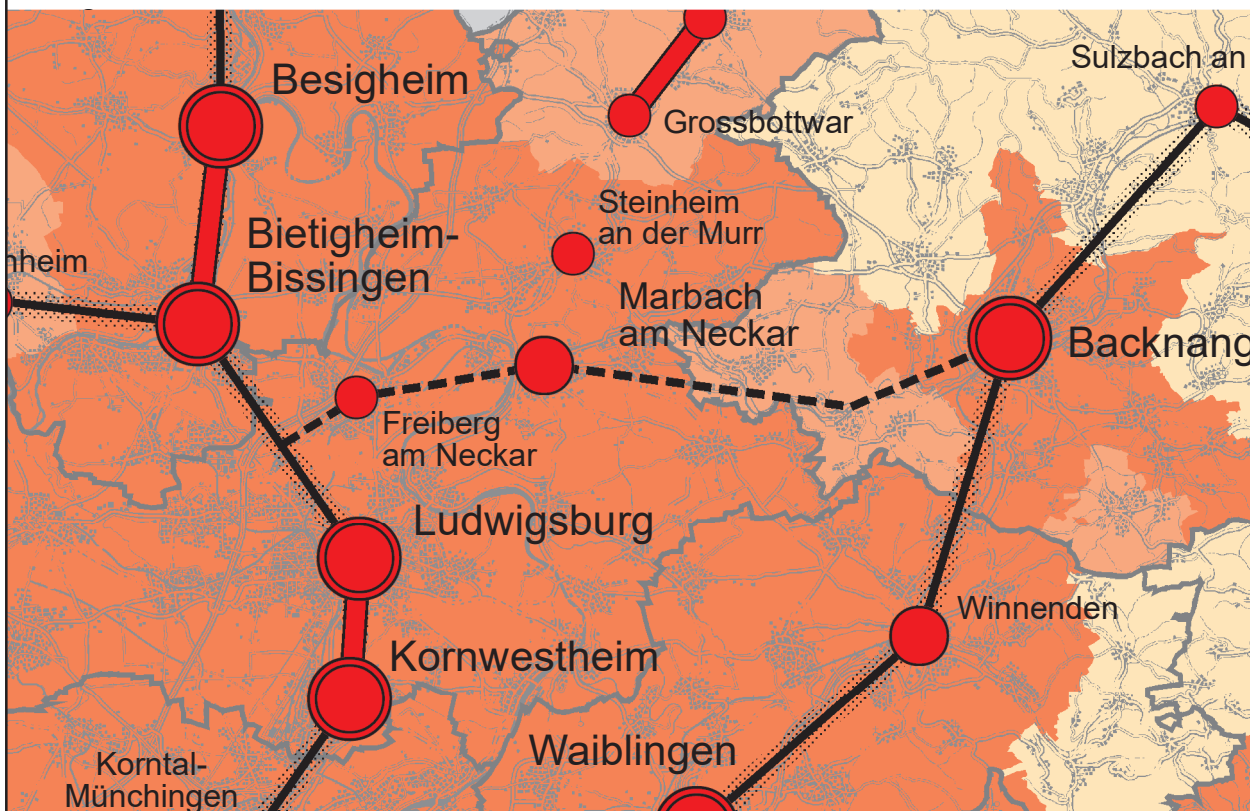 Besigheim
Sulzbach an
Grossbottwar
Steinheim
an der Murr
Bietigheim-
Bissingen
nheim
Marbach
am Neckar
Backnang
Freiberg
am Neckar
Ludwigsburg
Winnenden
Kornwestheim
Waiblingen
Korntal-
Münchingen